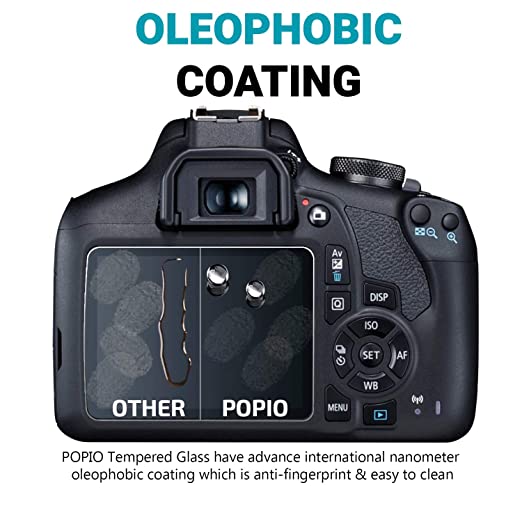 OLEOPHOBIC
COATING
Av
DISP
Q
ISO
SET
AF
WB
MENU
OTHER POPIO
POPIO Tempered Glass have advance international nanometer
oleophobic coating which is anti-fingerprint & easy to clean